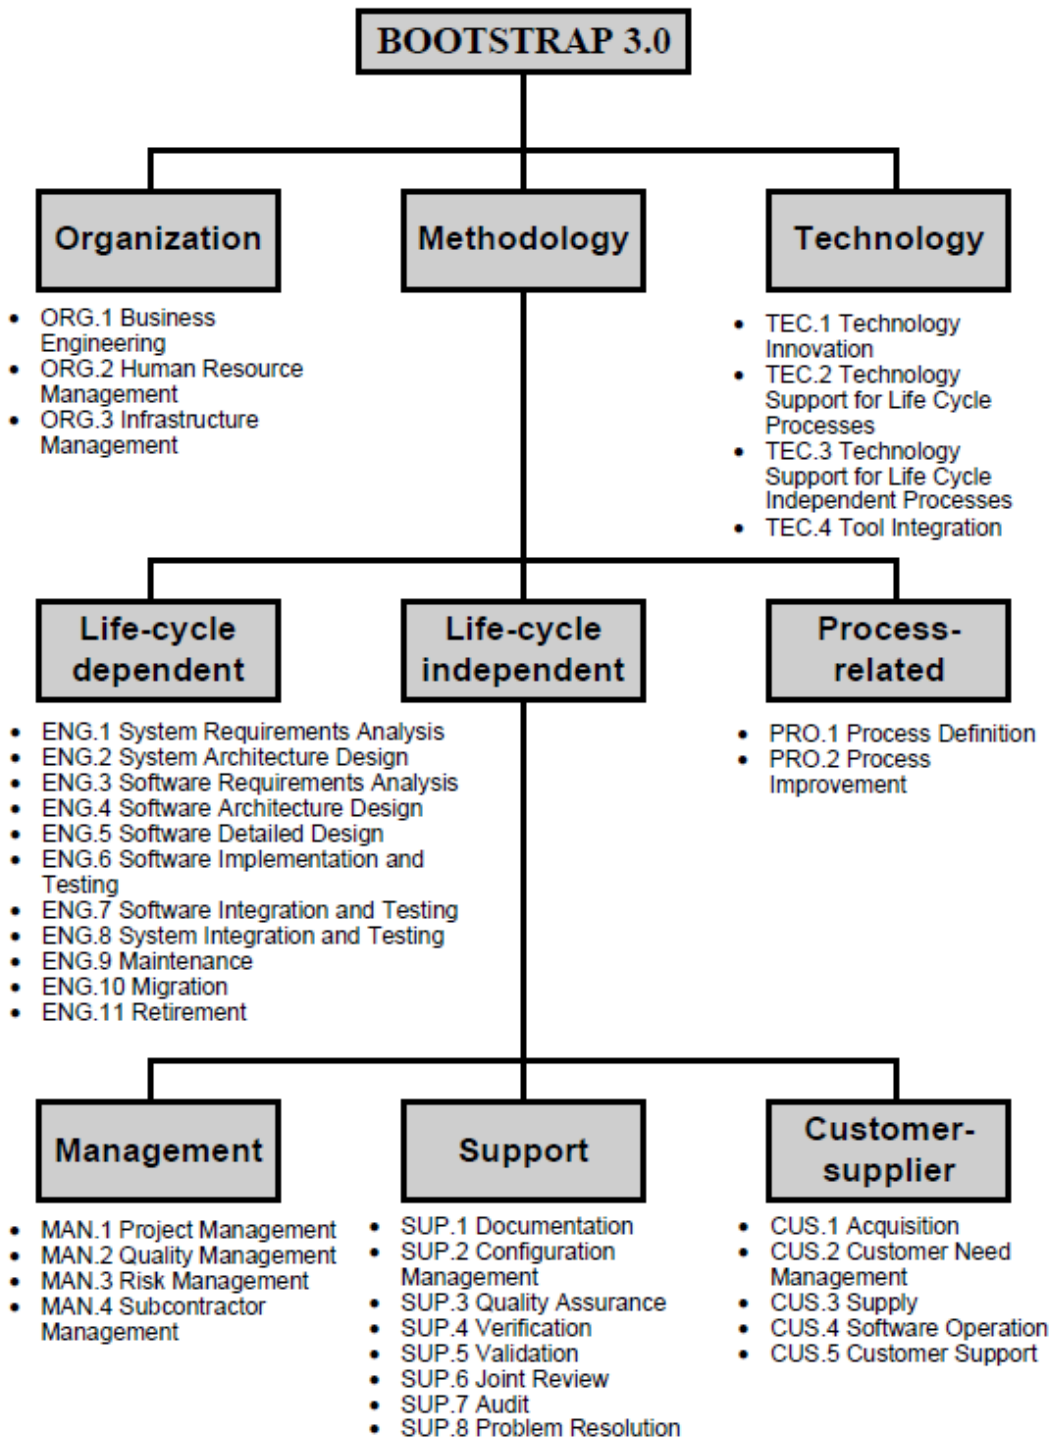 BOOTSTRAP 3.0
Organization
Methodology
Technology
• ORG.1 Business
Engineering
• ORG.2 Human Resource
Management
• ORG.3 Infrastructure
Management
• TEC.1 Technology
Innovation
• TEC.2 Technology
Support for Life Cycle
Processes
• TEC.3 Technology
Support for Life Cycle
Independent Processes
• TEC.4 Tool Integration
Life-cycle
dependent
Life-cycle
independent
Process-
related
• ENG.1 System Requirements Analysis
• ENG.2 System Architecture Design
• ENG.3 Software Requirements Analysis
• ENG.4 Software Architecture Design
• ENG.5 Software Detailed Design
• ENG.6 Software Implementation and
Testing
• ENG.7 Software Integration and Testing
• ENG.8 System Integration and Testing
• ENG.9 Maintenance
• ENG.10 Migration
• ENG.11 Retirement
• PRO.1 Process Definition
• PRO.2 Process
Improvement
Management
Support
Customer-
supplier
• MAN.1 Project Management
• MAN.2 Quality Management
• MAN.3 Risk Management
• MAN.4 Subcontractor
Management
• SUP.1 Documentation
• SUP.2 Configuration
Management
• SUP.3 Quality Assurance
• SUP.4 Verification
• SUP.5 Validation
• SUP.6 Joint Review
• SUP.7 Audit
• SUP.8 Problem Resolution
• CUS.1 Acquisition
• CUS.2 Customer Need
Management
• CUS.3 Supply
• CUS.4 Software Operation
• CUS.5 Customer Support